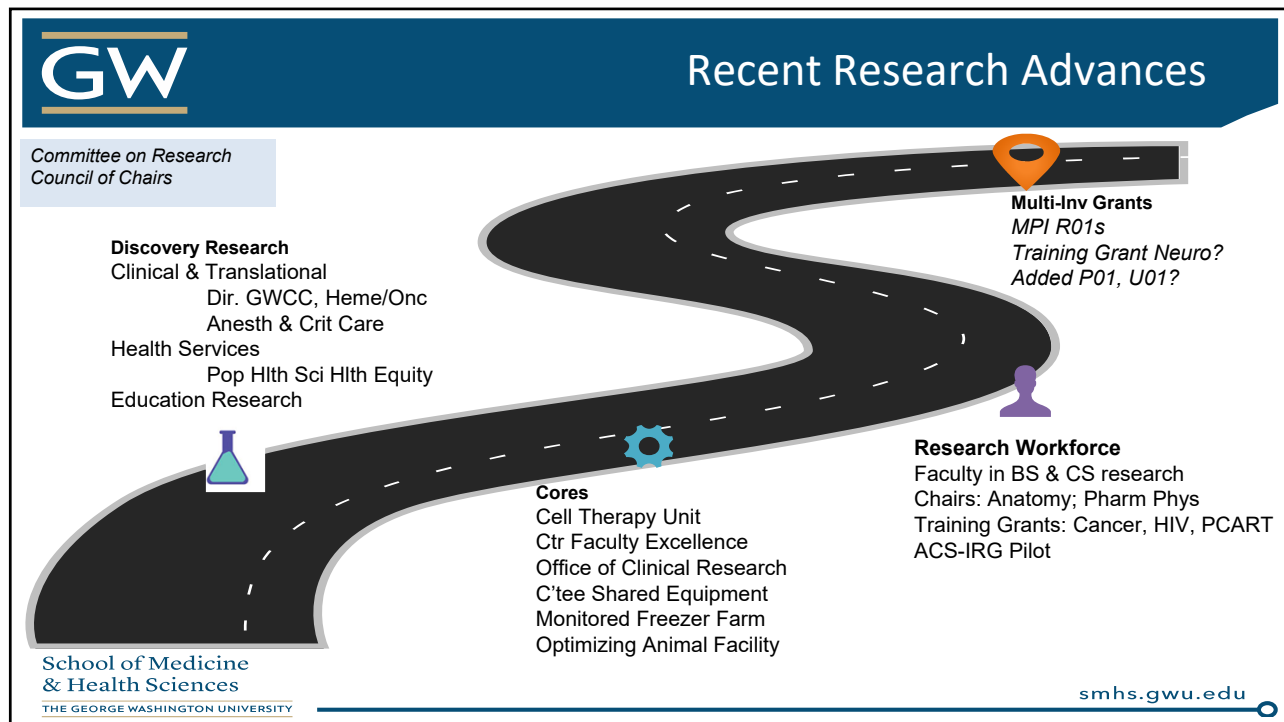 GW
Recent Research Advances
Committee on Research
Council of Chairs
Discovery Research
Clinical & Translational
Dir. GWCC, Heme/Onc
Anesth & Crit Care
Health Services
Pop Hlth Sci Hlth Equity
Education Research
Cores
Cell Therapy Unit
Ctr Faculty Excellence
Office of Clinical Research
C'tee Shared Equipment
Monitored Freezer Farm
Optimizing Animal Facility
Multi-Inv Grants
MPI R01s
Training Grant Neuro?
Added P01, U01?
Research Workforce
Faculty in BS & CS research
Chairs: Anatomy; Pharm Phys
Training Grants: Cancer, HIV, PCART
ACS-IRG Pilot
School of Medicine
& Health Sciences
THE GEORGE WASHINGTON UNIVERSITY
smhs.gwu.edu